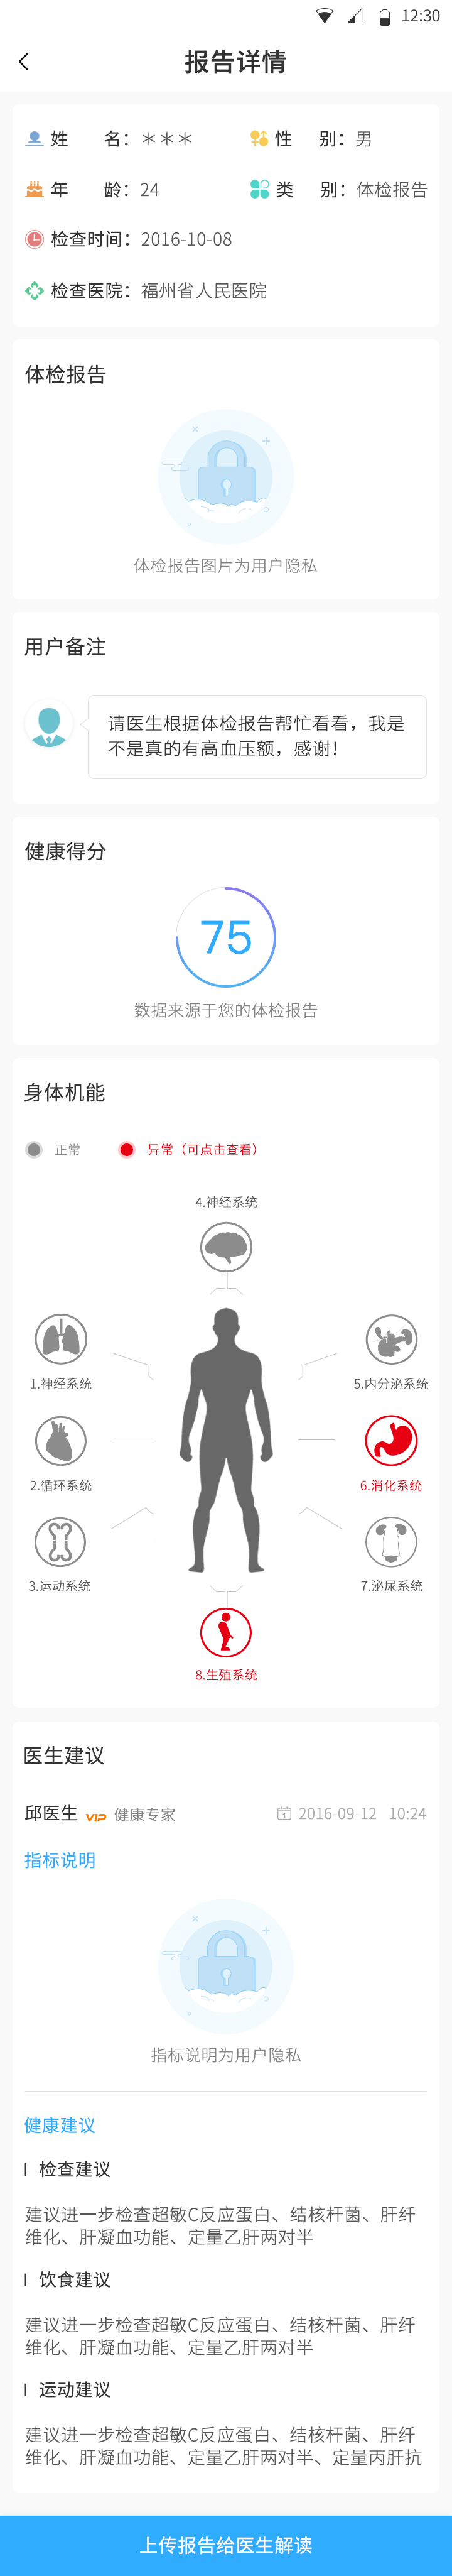 12:30
报告详情
姓 名：＊＊＊ 性 别：男
年 龄：24 类 别：体检报告
检查时间：2016-10-08
检查医院：福州省人民医院
体检报告
体检报告图片为用户隐私
用户备注
请医生根据体检报告帮忙看看，我是
不是真的有高血压额，感谢！
健康得分
75
数据来源于您的体检报告
身体机能
正常 异常（可点击查看）
4.神经系统
1.神经系统 5.内分泌系统
2.循环系统 6.消化系统
3.运动系统 7.泌尿系统
8.生殖系统
医生建议
邱医生 VIP 健康专家 2016-09-12 10:24
指标说明
指标说明为用户隐私
健康建议
检查建议
建议进一步检查超敏C反应蛋白、结核杆菌、肝纤
维化、肝凝血功能、定量乙肝两对半
饮食建议
建议进一步检查超敏C反应蛋白、结核杆菌、肝纤
维化、肝凝血功能、定量乙肝两对半
运动建议
建议进一步检查超敏C反应蛋白、结核杆菌、肝纤
维化、肝凝血功能、定量乙肝两对半、定量丙肝抗
上传报告给医生解读